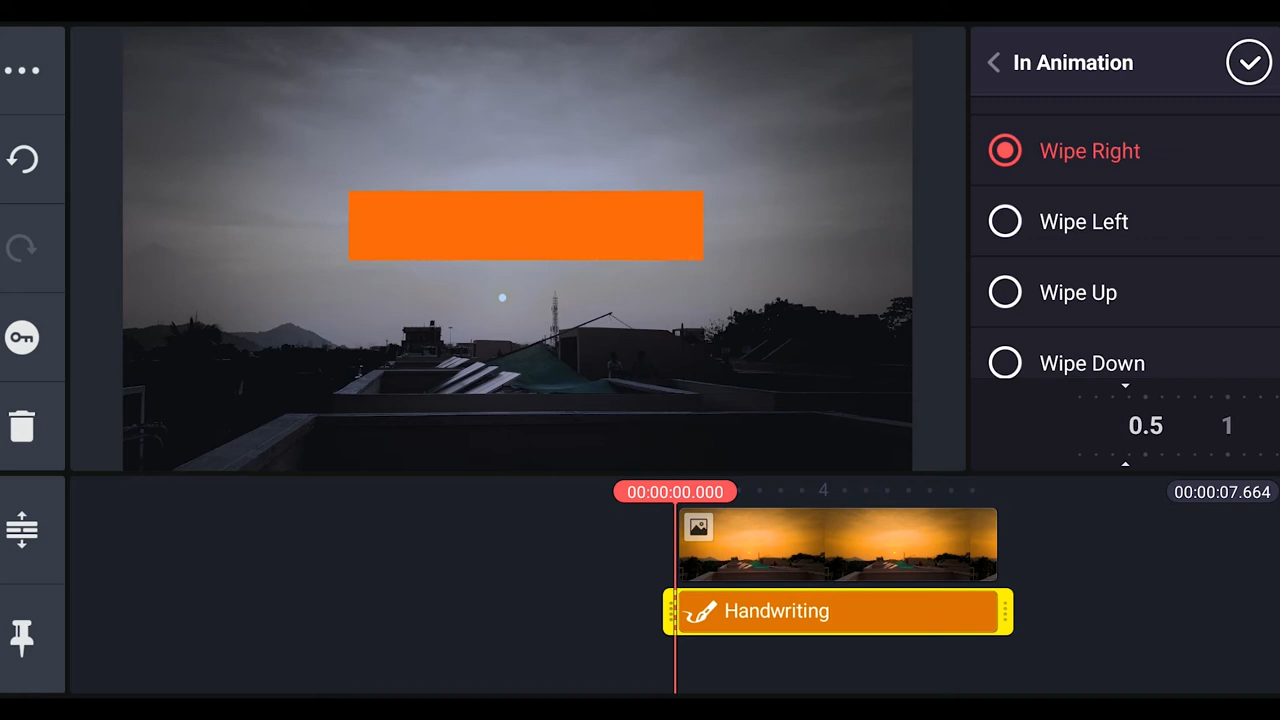 In Animation
Wipe Right
Wipe Left
Wipe Up
Wipe Down
0.5 1
00:00:00.000 4 00:00:07.664
Handwriting